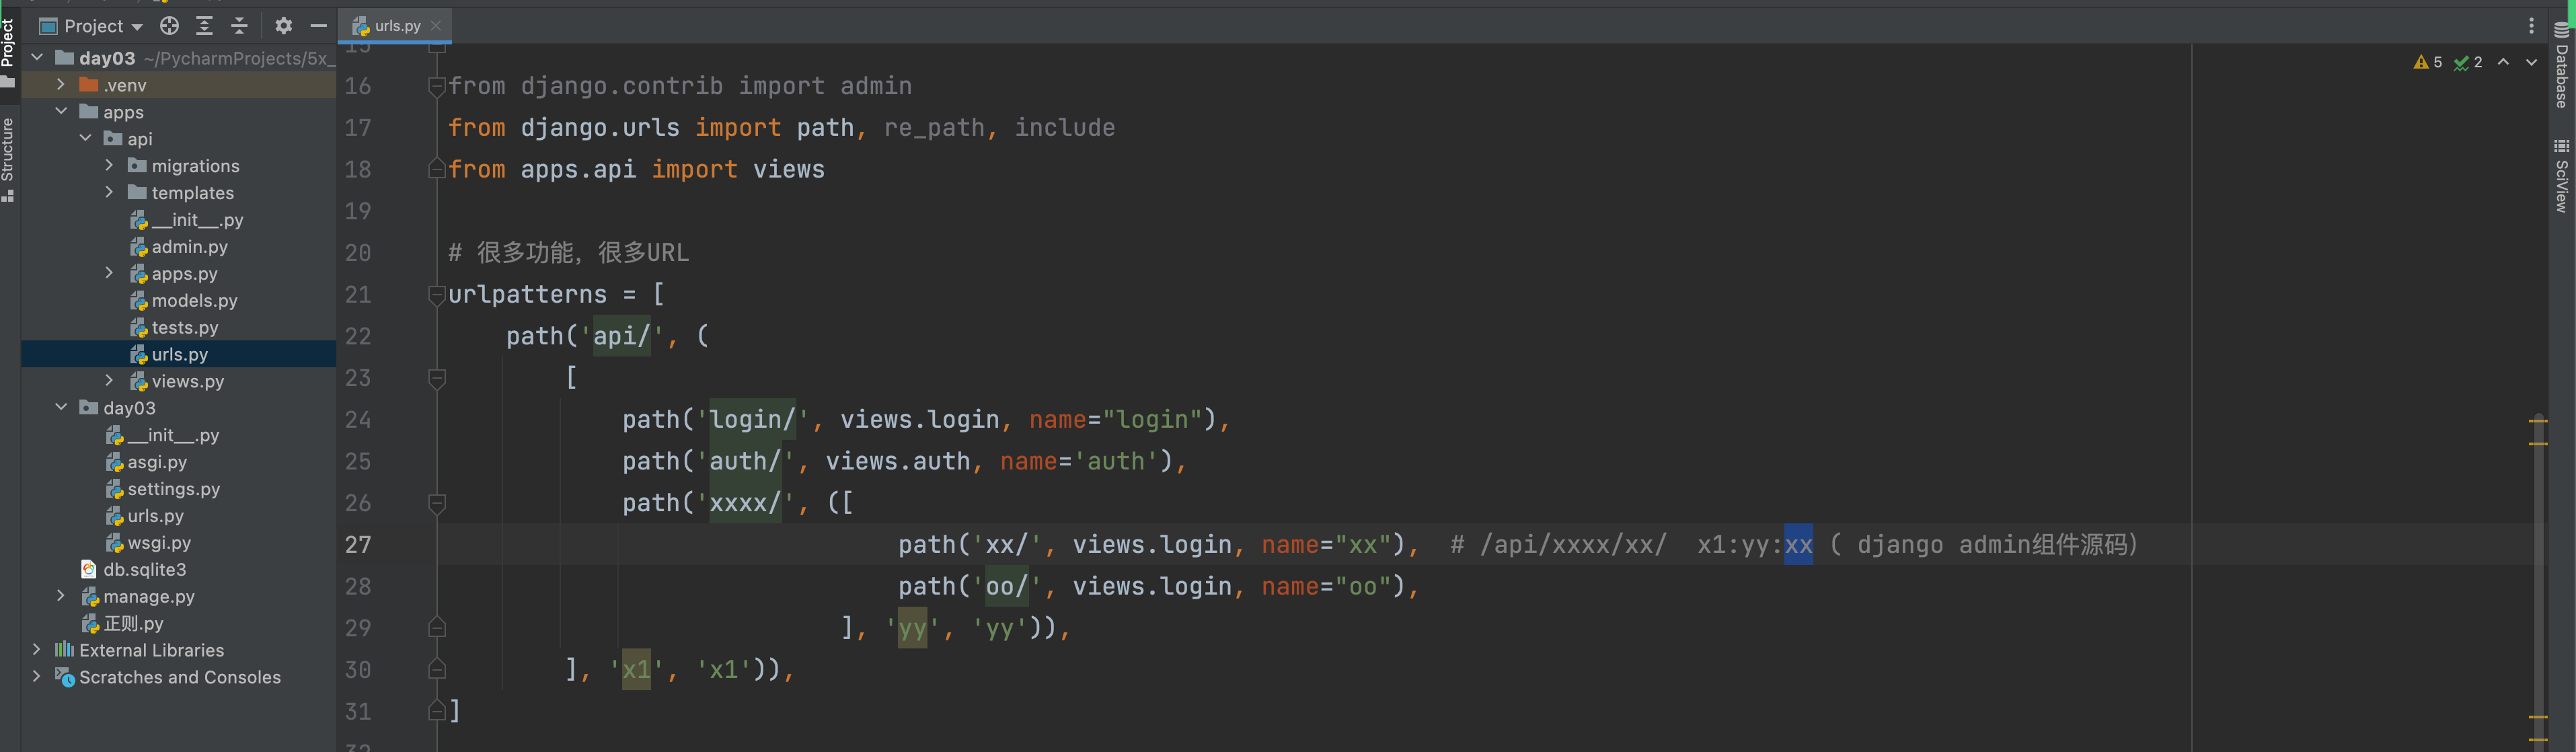 Project
urls.py
day03 ~/PycharmProjects/5x_
.venv
apps
api
migrations
templates
__init__.py
admin.py
apps.py
models.py
tests.py
urls.py
views.py
day03
__init__.py
asgi.py
settings.py
urls.py
wsgi.py
db.sqlite3
manage.py
正则.py
External Libraries
Scratches and Consoles
Project
Structure
15
16 from django.contrib import admin
17 from django.urls import path, re_path, include
18 from apps.api import views
19
20 # 很多功能，很多URL
21 urlpatterns = [
22 path('api/', (
23 [
24 path('login/', views.login, name="login"),
25 path('auth/', views.auth, name='auth'),
26 path('xxxx/', ([
27 path('xx/', views.login, name="xx"), # /api/xxxx/xx/ x1:yy:xx ( django admin组件源码)
28 path('oo/', views.login, name="oo"),
29 ], 'yy', 'yy')),
30 ], 'x1', 'x1')),
31 ]
32
5 2
Database
SciView